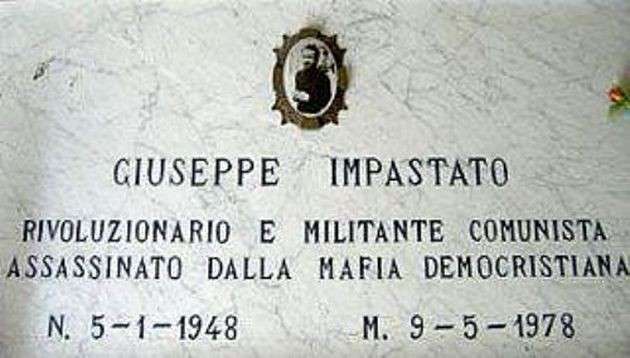 GIUSEPPE IMPASTATO
RIVOLUZIONARIO E MILITANTE COMUNISTA
ASSASSINATO DALLA MAFIA DEMOCRISTIANA
N. 5-1-1948 M. 9-5-1978